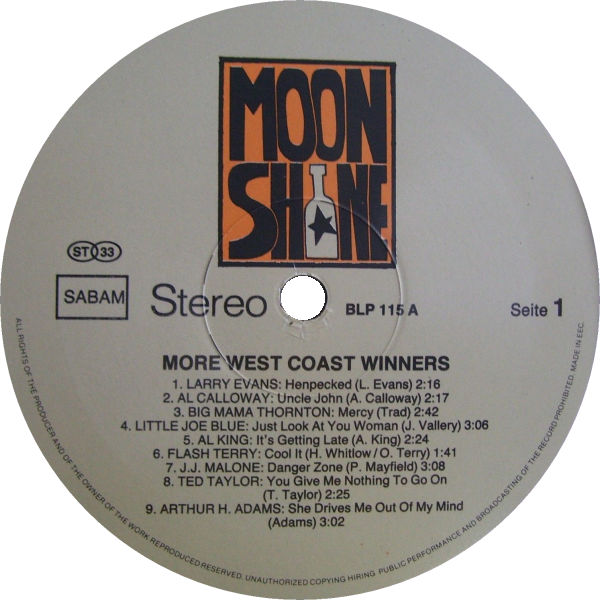 MOON
SHINE
ST 33
SABAM
Stereo
BLP 115 A
Seite 1
MORE WEST COAST WINNERS
1. LARRY EVANS: Henpecked (L. Evans) 2:16
2. AL CALLOWAY: Uncle John (A. Calloway) 2:17
3. BIG MAMA THORNTON: Mercy (Trad) 2:42
4. LITTLE JOE BLUE: Just Look At You Woman (J. Vallery) 3:06
5. AL KING: It's Getting Late (A. King) 2:24
6. FLASH TERRY: Cool It (H. Whitlow/O. Terry) 1:41
7. J.J. MALONE: Danger Zone (P. Mayfield) 3:08
8. TED TAYLOR: You Give Me Nothing To Go On
(T. Taylor) 2:25
9. ARTHUR H. ADAMS: She Drives Me Out Of My Mind
(Adams) 3:02
ALL RIGHTS OF THE PRODUCER AND OF THE OWNER OF THE WORK REPRODUCED RESERVED. UNAUTHORIZED COPYING HIRING. PUBLIC PERFORMANCE AND BROADCASTING OF THE RECORD PROHIBITED. MADE IN EEC.